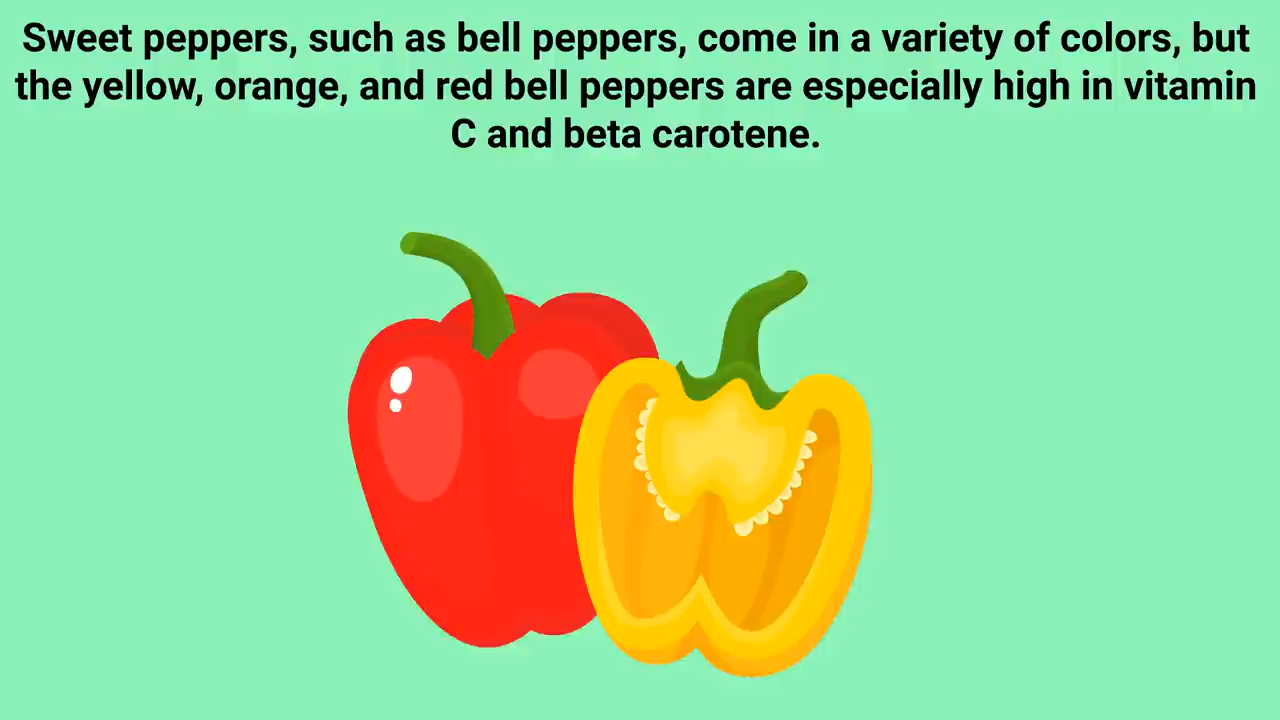 Sweet peppers, such as bell peppers, come in a variety of colors, but
the yellow, orange, and red bell peppers are especially high in vitamin
C and beta carotene.